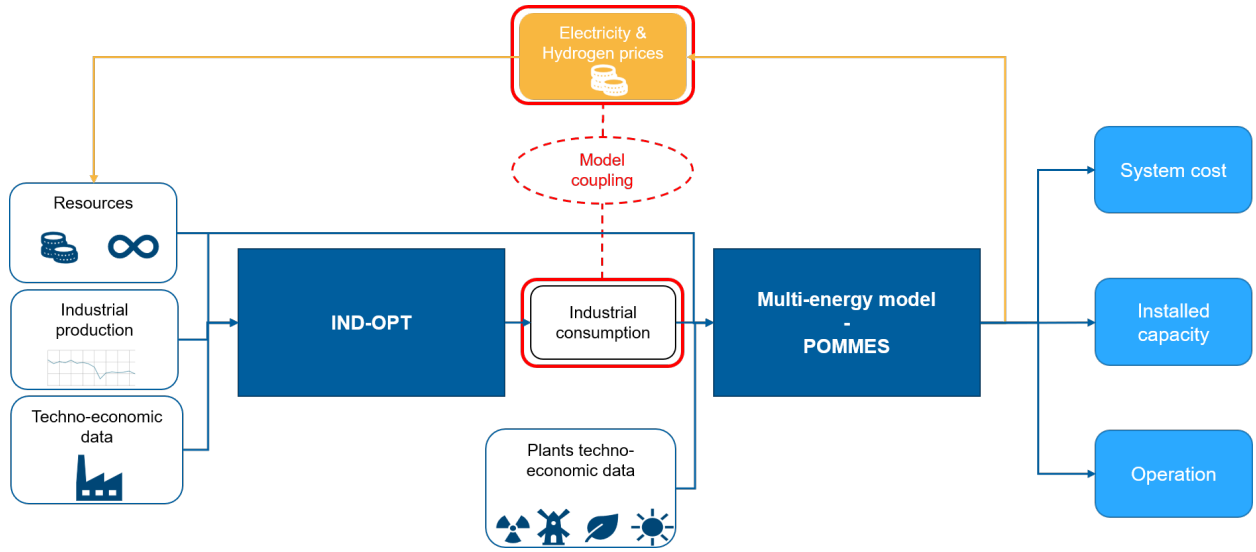 Electricity &
Hydrogen prices
Model
coupling
System cost
Resources
Industrial
production
IND-OPT
Industrial
consumption
Multi-energy model
-
POMMES
Installed
capacity
Techno-economic
data
Plants techno-
economic data
Operation